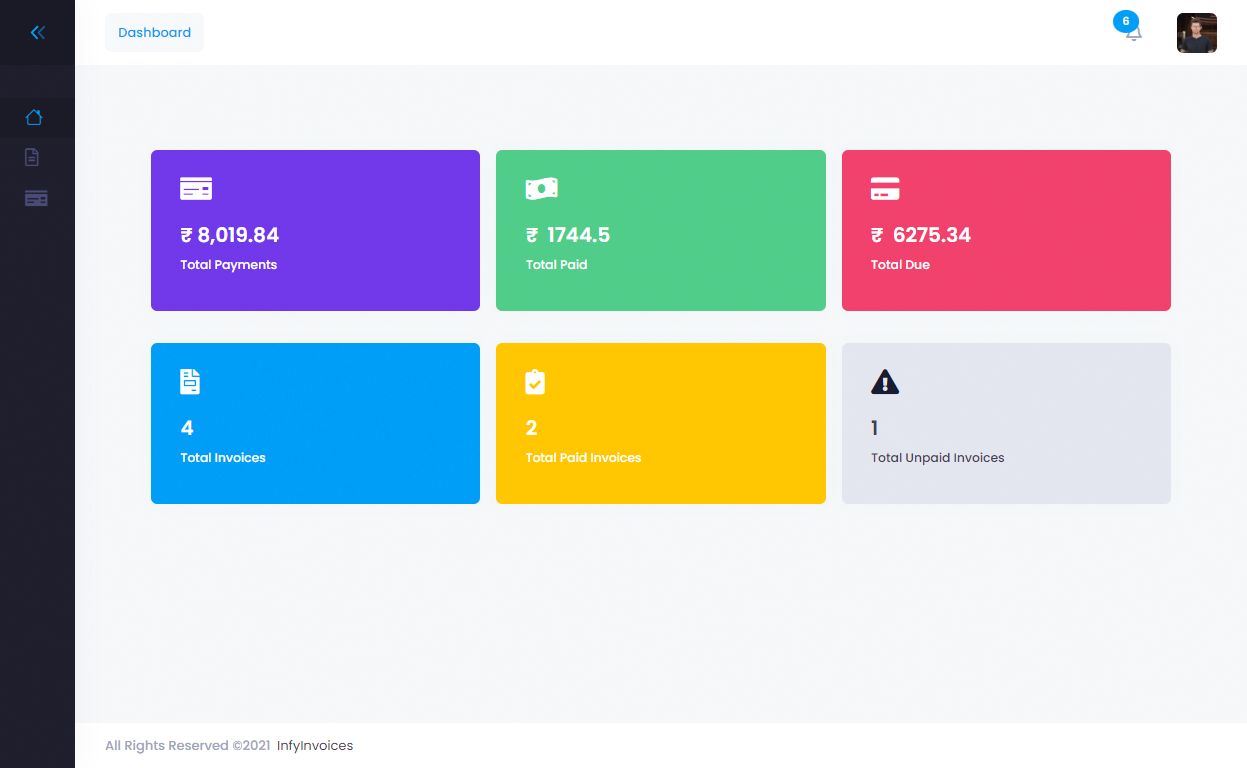 Dashboard
6
₹ 8,019.84
Total Payments
₹ 1744.5
Total Paid
₹ 6275.34
Total Due
4
Total Invoices
2
Total Paid Invoices
1
Total Unpaid Invoices
All Rights Reserved ©2021 InfyInvoices